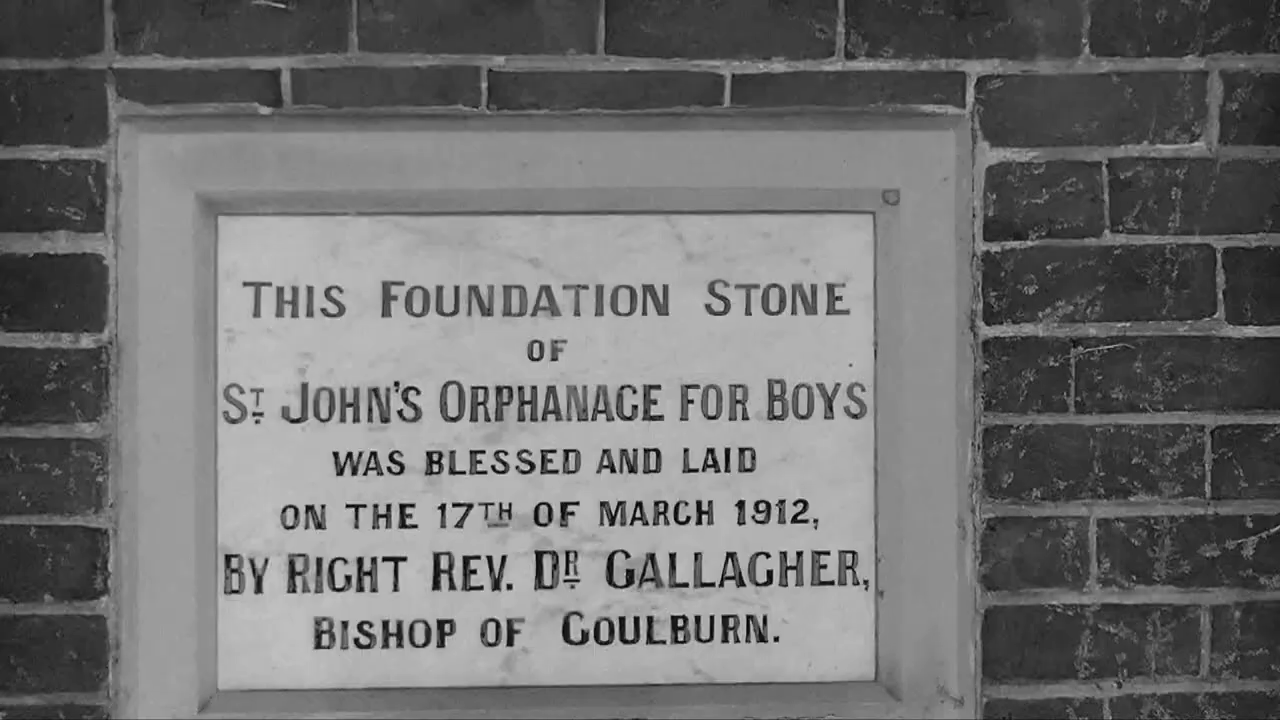 THIS FOUNDATION STONE
OF
ST. JOHN'S ORPHANAGE FOR BOYS
WAS BLESSED AND LAID
ON THE 17TH OF MARCH 1912,
BY RIGHT REV. DR. GALLAGHER,
BISHOP OF GOULBURN.